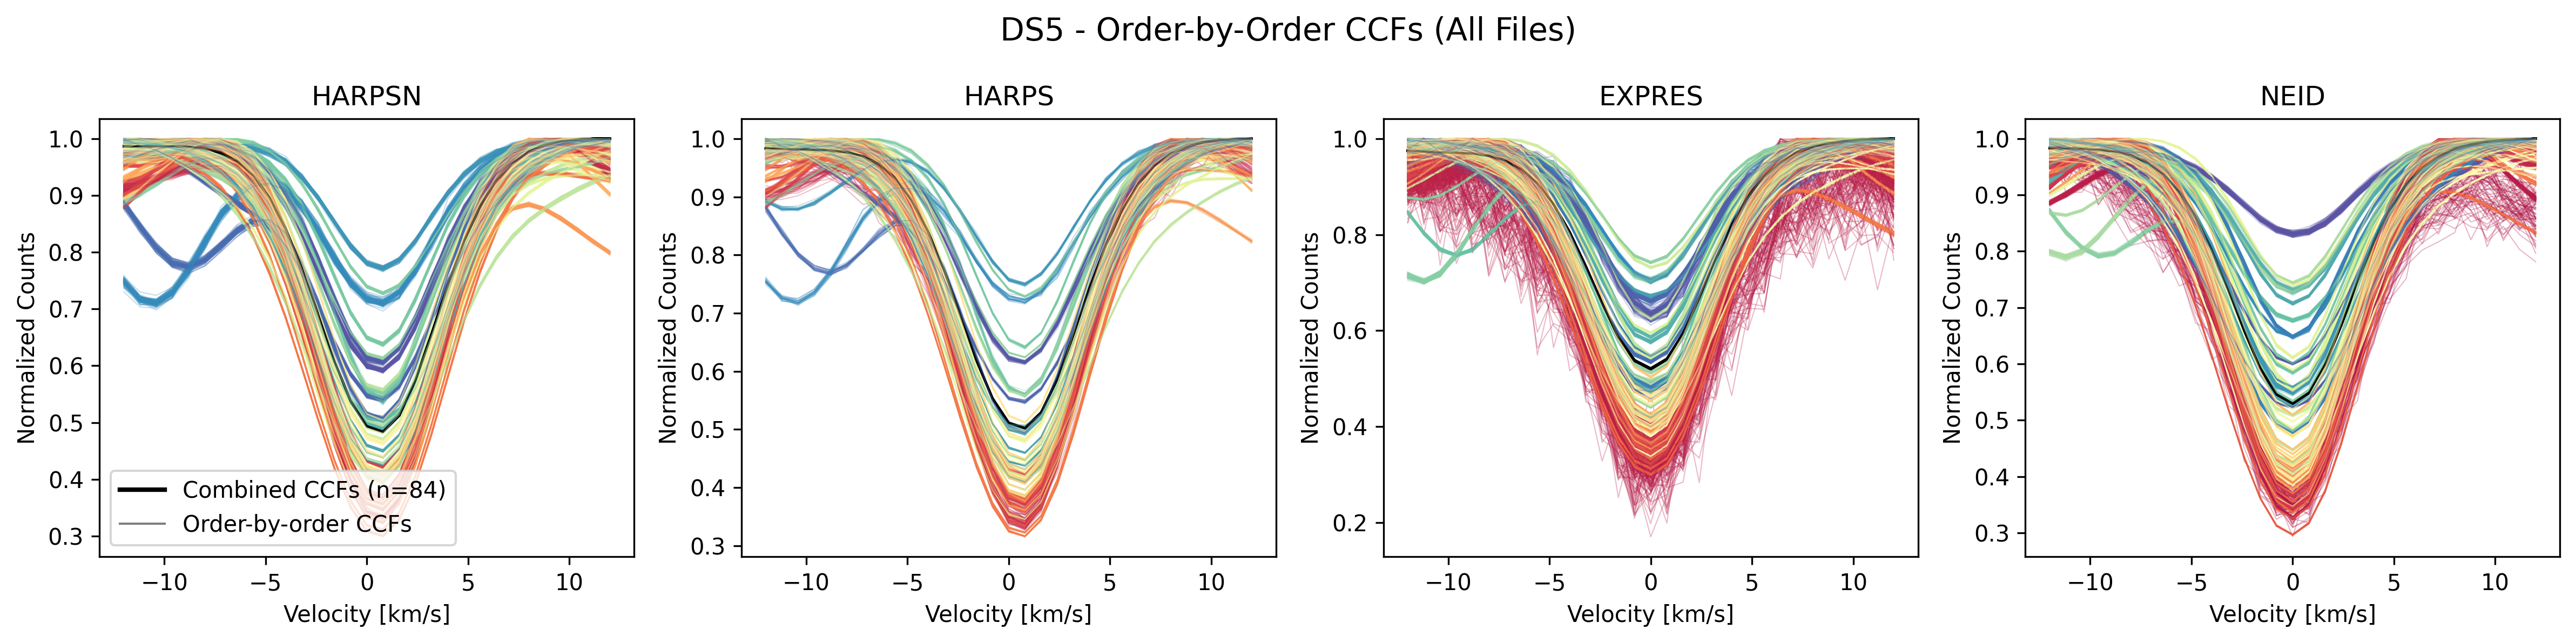 DS5 - Order-by-Order CCFs (All Files)
HARPSN
1.0
0.9
0.8
0.7
0.6
0.5
0.4
0.3
Normalized Counts
Combined CCFs (n=84)
Order-by-order CCFs
−10 −5 0 5 10
Velocity [km/s]
HARPS
1.0
0.9
0.8
0.7
0.6
0.5
0.4
0.3
Normalized Counts
−10 −5 0 5 10
Velocity [km/s]
EXPRES
1.0
0.8
0.6
0.4
0.2
Normalized Counts
−10 −5 0 5 10
Velocity [km/s]
NEID
1.0
0.9
0.8
0.7
0.6
0.5
0.4
0.3
Normalized Counts
−10 −5 0 5 10
Velocity [km/s]